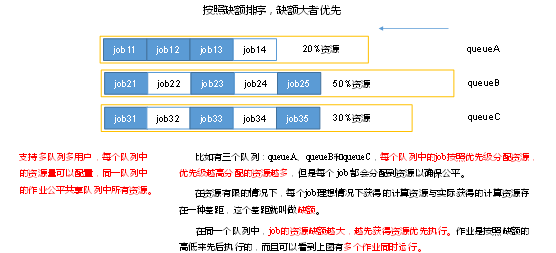 按照缺额排序，缺额大者优先
job11 job12 job13 job14 20%资源 queueA
job21 job22 job23 job24 job25 50%资源 queueB
job31 job32 job33 job34 job35 30%资源 queueC
支持多队列多用户，每个队列中
的资源量可以配置，同一队列中
的作业公平共享队列中所有资源。
比如有三个队列：queueA、queueB和queueC，每个队列中的job按照优先级分配资源，
优先级越高分配的资源越多，但是每个job都会分配到资源以确保公平。
在资源有限的情况下，每个job理想情况下获得的计算资源与实际获得的计算资源存
在一种差距，这个差距就叫做缺额。
在同一个队列中，job的资源缺额越大，越先获得资源优先执行。作业是按照缺额的
高低来先后执行的，而且可以看到上图有多个作业同时运行。